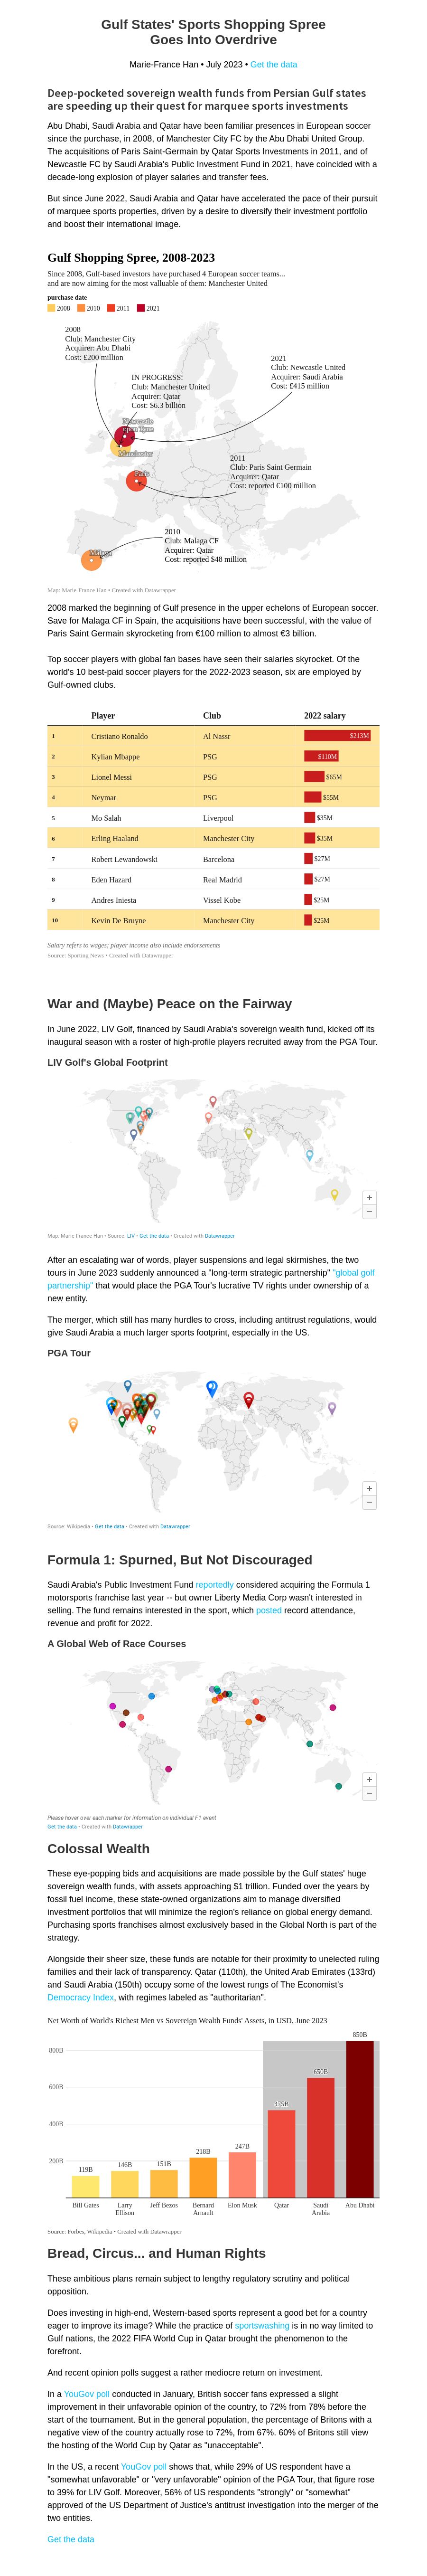 Gulf States' Sports Shopping Spree
Goes Into Overdrive
Marie-France Han • July 2023 • Get the data
Deep-pocketed sovereign wealth funds from Persian Gulf states
are speeding up their quest for marquee sports investments
Abu Dhabi, Saudi Arabia and Qatar have been familiar presences in European soccer
since the purchase, in 2008, of Manchester City FC by the Abu Dhabi United Group.
The acquisitions of Paris Saint-Germain by Qatar Sports Investments in 2011, and of
Newcastle FC by Saudi Arabia's Public Investment Fund in 2021, have coincided with a
decade-long explosion of player salaries and transfer fees.
But since June 2022, Saudi Arabia and Qatar have accelerated the pace of their pursuit
of marquee sports properties, driven by a desire to diversify their investment portfolio
and boost their international image.
Gulf Shopping Spree, 2008-2023
Since 2008, Gulf-based investors have purchased 4 European soccer teams...
and are now aiming for the most valluable of them: Manchester United
purchase date
2008 2010 2011 2021
2008
Club: Manchester City
Acquirer: Abu Dhabi
Cost: £200 million
2021
Club: Newcastle United
Acquirer: Saudi Arabia
Cost: £415 million
IN PROGRESS:
Club: Manchester United
Acquirer: Qatar
Cost: $6.3 billion
Newcastle
upon Tyne
Manchester
2011
Club: Paris Saint Germain
Acquirer: Qatar
Cost: reported €100 million
Paris
2010
Club: Malaga CF
Acquirer: Qatar
Cost: reported $48 million
Málaga
Map: Marie-France Han • Created with Datawrapper
2008 marked the beginning of Gulf presence in the upper echelons of European soccer.
Save for Malaga CF in Spain, the acquisitions have been successful, with the value of
Paris Saint Germain skyrocketing from €100 million to almost €3 billion.
Top soccer players with global fan bases have seen their salaries skyrocket. Of the
world's 10 best-paid soccer players for the 2022-2023 season, six are employed by
Gulf-owned clubs.
Player Club 2022 salary
1 Cristiano Ronaldo Al Nassr $213M
2 Kylian Mbappe PSG $110M
3 Lionel Messi PSG $65M
4 Neymar PSG $55M
5 Mo Salah Liverpool $35M
6 Erling Haaland Manchester City $35M
7 Robert Lewandowski Barcelona $27M
8 Eden Hazard Real Madrid $27M
9 Andres Iniesta Vissel Kobe $25M
10 Kevin De Bruyne Manchester City $25M
Salary refers to wages; player income also include endorsements
Source: Sporting News • Created with Datawrapper
War and (Maybe) Peace on the Fairway
In June 2022, LIV Golf, financed by Saudi Arabia's sovereign wealth fund, kicked off its
inaugural season with a roster of high-profile players recruited away from the PGA Tour.
LIV Golf's Global Footprint
+
−
Map: Marie-France Han • Source: LIV • Get the data • Created with Datawrapper
After an escalating war of words, player suspensions and legal skirmishes, the two
tours in June 2023 suddenly announced a "long-term strategic partnership" "global golf
partnership" that would place the PGA Tour's lucrative TV rights under ownership of a
new entity.
The merger, which still has many hurdles to cross, including antitrust regulations, would
give Saudi Arabia a much larger sports footprint, especially in the US.
PGA Tour
+
−
Source: Wikipedia • Get the data • Created with Datawrapper
Formula 1: Spurned, But Not Discouraged
Saudi Arabia's Public Investment Fund reportedly considered acquiring the Formula 1
motorsports franchise last year -- but owner Liberty Media Corp wasn't interested in
selling. The fund remains interested in the sport, which posted record attendance,
revenue and profit for 2022.
A Global Web of Race Courses
+
−
Please hover over each marker for information on individual F1 event
Get the data • Created with Datawrapper
Colossal Wealth
These eye-popping bids and acquisitions are made possible by the Gulf states' huge
sovereign wealth funds, with assets approaching $1 trillion. Funded over the years by
fossil fuel income, these state-owned organizations aim to manage diversified
investment portfolios that will minimize the region's reliance on global energy demand.
Purchasing sports franchises almost exclusively based in the Global North is part of the
strategy.
Alongside their sheer size, these funds are notable for their proximity to unelected ruling
families and their lack of transparency. Qatar (110th), the United Arab Emirates (133rd)
and Saudi Arabia (150th) occupy some of the lowest rungs of The Economist's
Democracy Index, with regimes labeled as "authoritarian".
Net Worth of World's Richest Men vs Sovereign Wealth Funds' Assets, in USD, June 2023
800B
600B
400B
200B
119B 146B 151B 218B 247B 475B 650B 850B
Bill Gates Larry Ellison Jeff Bezos Bernard Arnault Elon Musk Qatar Saudi Arabia Abu Dhabi
Source: Forbes, Wikipedia • Created with Datawrapper
Bread, Circus... and Human Rights
These ambitious plans remain subject to lengthy regulatory scrutiny and political
opposition.
Does investing in high-end, Western-based sports represent a good bet for a country
eager to improve its image? While the practice of sportswashing is in no way limited to
Gulf nations, the 2022 FIFA World Cup in Qatar brought the phenomenon to the
forefront.
And recent opinion polls suggest a rather mediocre return on investment.
In a YouGov poll conducted in January, British soccer fans expressed a slight
improvement in their unfavorable opinion of the country, to 72% from 78% before the
start of the tournament. But in the general population, the percentage of Britons with a
negative view of the country actually rose to 72%, from 67%. 60% of Britons still view
the hosting of the World Cup by Qatar as "unacceptable".
In the US, a recent YouGov poll shows that, while 29% of US respondent have a
"somewhat unfavorable" or "very unfavorable" opinion of the PGA Tour, that figure rose
to 39% for LIV Golf. Moreover, 56% of US respondents "strongly" or "somewhat"
approved of the US Department of Justice's antitrust investigation into the merger of the
two entities.
Get the data